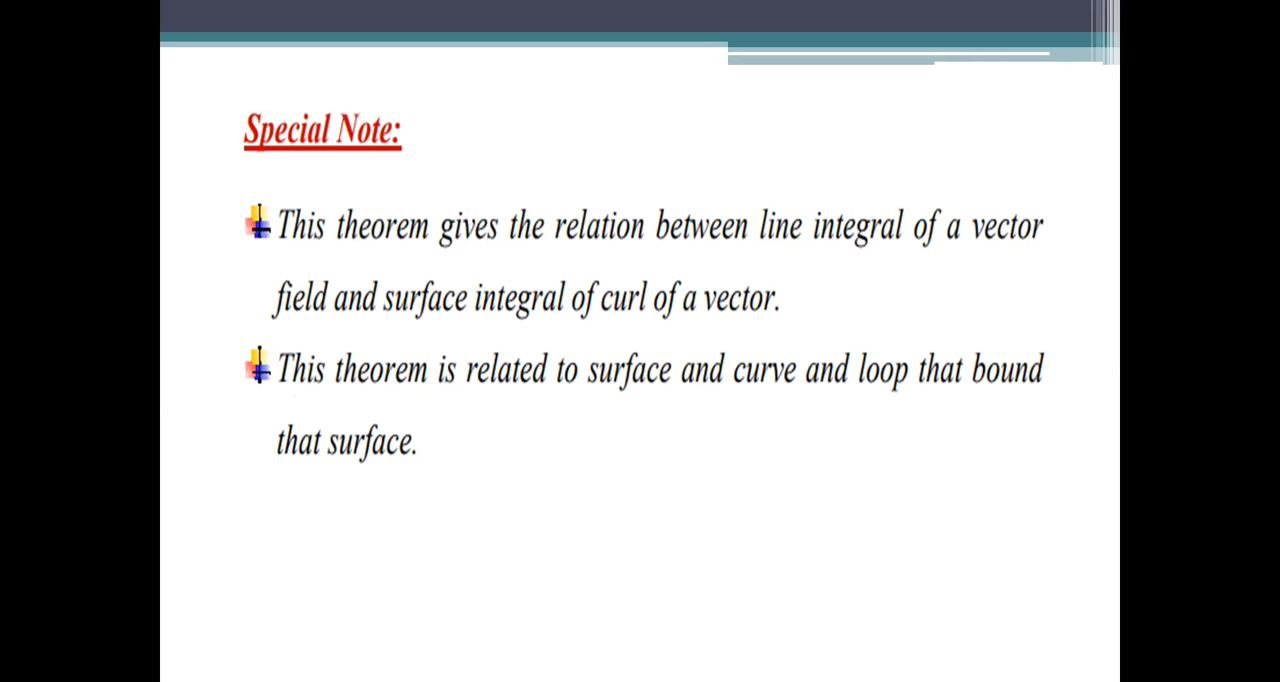 Special Note:
This theorem gives the relation between line integral of a vector
field and surface integral of curl of a vector.
This theorem is related to surface and curve and loop that bound
that surface.